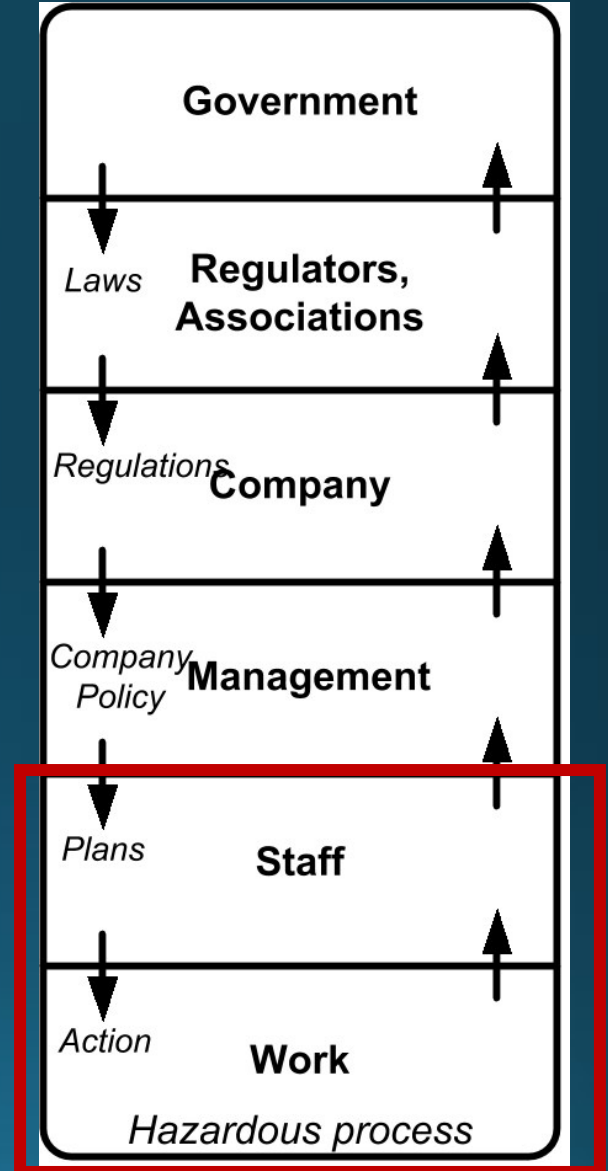 Government
Laws
Regulators,
Associations
Regulations
Company
Company
Policy
Management
Plans
Staff
Action
Work
Hazardous process